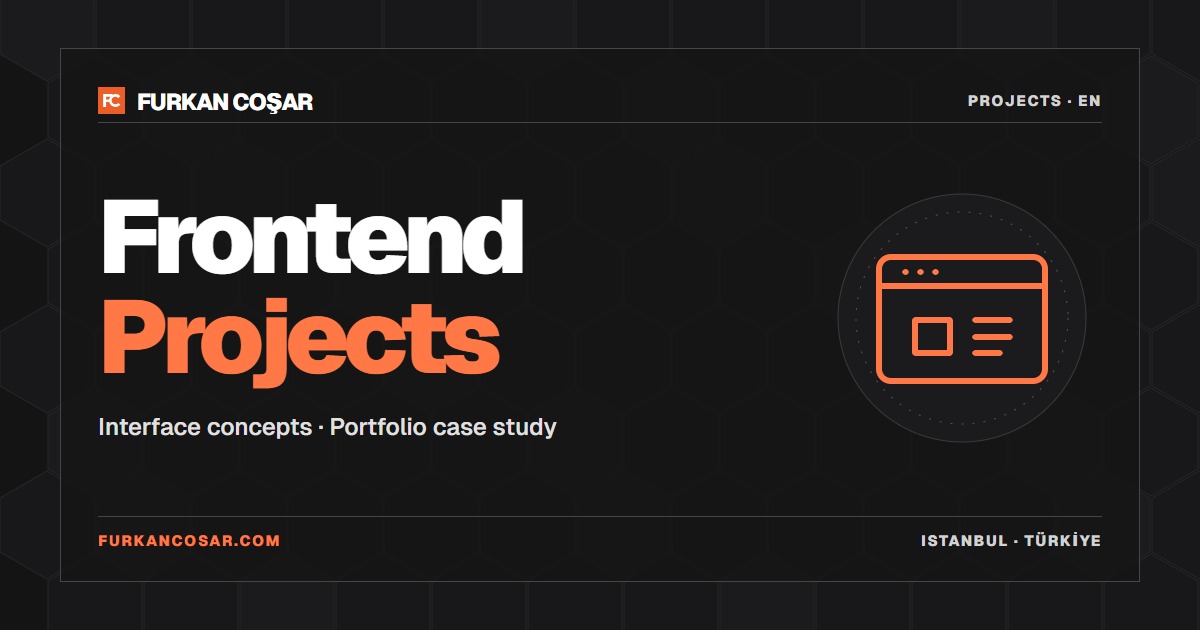 FC FURKAN COŞAR
PROJECTS · EN
Frontend
Projects
Interface concepts · Portfolio case study
FURKANCOSAR.COM
ISTANBUL · TÜRKİYE